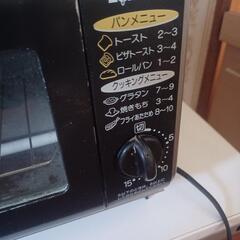 パンメニュー
トースト 2～3
ピザトースト 3～4
ロールパン 1～2
クッキングメニュー
グラタン 7～9
焼きもち 3～4
フライあたため 8～10
切
5
10
15